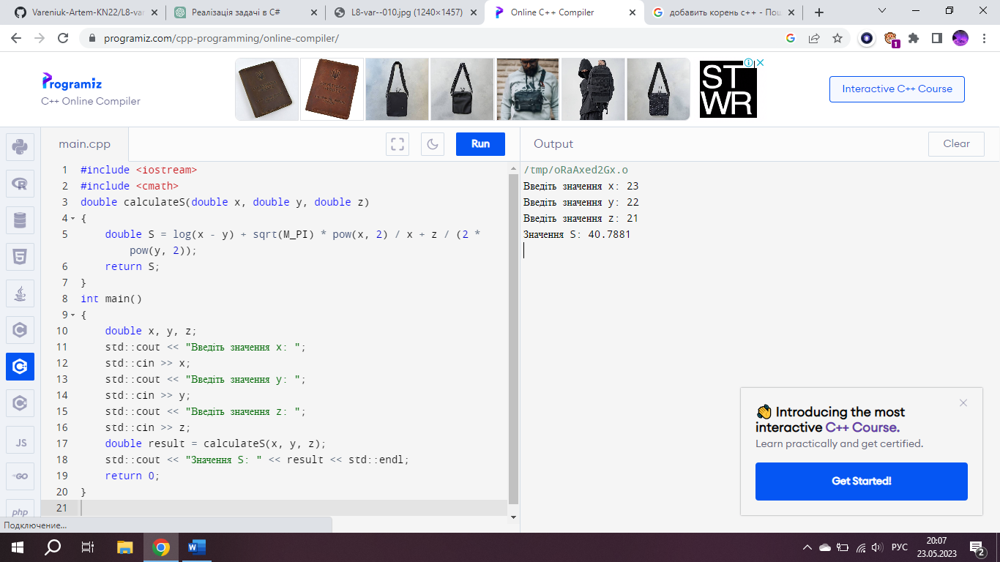 Vareniuk-Artem-KN22/L8-var
Реалізація задачі в C#
L8-var--010.jpg (1240×1457)
Online C++ Compiler
добавить корень c++ - Пош
programiz.com/cpp-programming/online-compiler/
1
Programiz
C++ Online Compiler
STWR
Interactive C++ Course
main.cpp
Run
Output
Clear
1 #include <iostream>
2 #include <cmath>
3 double calculateS(double x, double y, double z)
4 {
5 double S = log(x - y) + sqrt(M_PI) * pow(x, 2) / x + z / (2 *
pow(y, 2));
6 return S;
7 }
8 int main()
9 {
10 double x, y, z;
11 std::cout << "Введіть значення x: ";
12 std::cin >> x;
13 std::cout << "Введіть значення y: ";
14 std::cin >> y;
15 std::cout << "Введіть значення z: ";
16 std::cin >> z;
17 double result = calculateS(x, y, z);
18 std::cout << "Значення S: " << result << std::endl;
19 return 0;
20 }
21
/tmp/oRaAxed2Gx.o
Введіть значення x: 23
Введіть значення y: 22
Введіть значення z: 21
Значення S: 40.7881
JS
GO
php
👋 Introducing the most
interactive C++ Course.
Learn practically and get certified.
Get Started!
Подключение...
РУС
20:07
23.05.2023
2